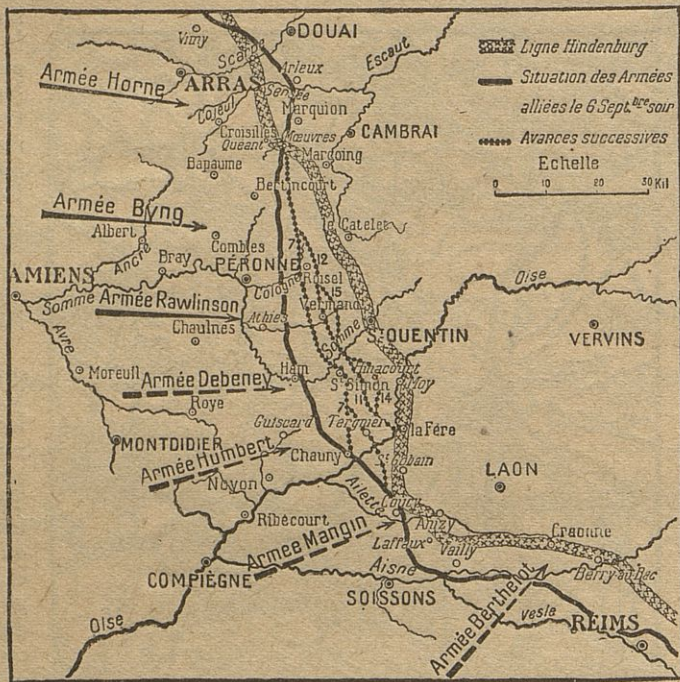 Vimy
DOUAI
Escaut
Scarpe
Arleux
Armée Horne
ARRAS
Sensée
Cojeul
Marquion
Croisilles
Mœuvres
Quéant
CAMBRAI
Marcoing
Bapaume
Bertincourt
Armée Byng
le Catelet
Albert
Ancre
Combles
7
12
Bray
PÉRONNE
Roisel
AMIENS
Cologne
15
Oise
Somme
Armée Rawlinson
Vermand
Athies
Somme
Chaulnes
St QUENTIN
VERVINS
Avre
Moreuil
Ham
Hinacourt
Armée Debeney
St Simon
Moy
11
14
Roye
7
Guiscard
Tergnier
la Fére
MONTDIDIER
Armée Humbert
Chauny
St Gobain
LAON
Noyon
Ailette
Coucy
Ribécourt
Anizy
Craonne
Armée Mangin
Laffaux
Vailly
COMPIÈGNE
Aisne
Berry au Bac
SOISSONS
Armée Berthelot
Vesle
Oise
REIMS
Ligne Hindenburg
Situation des Armées
alliées le 6 Sept.bre soir
Avances successives
Echelle
0 10 20 30 Kil